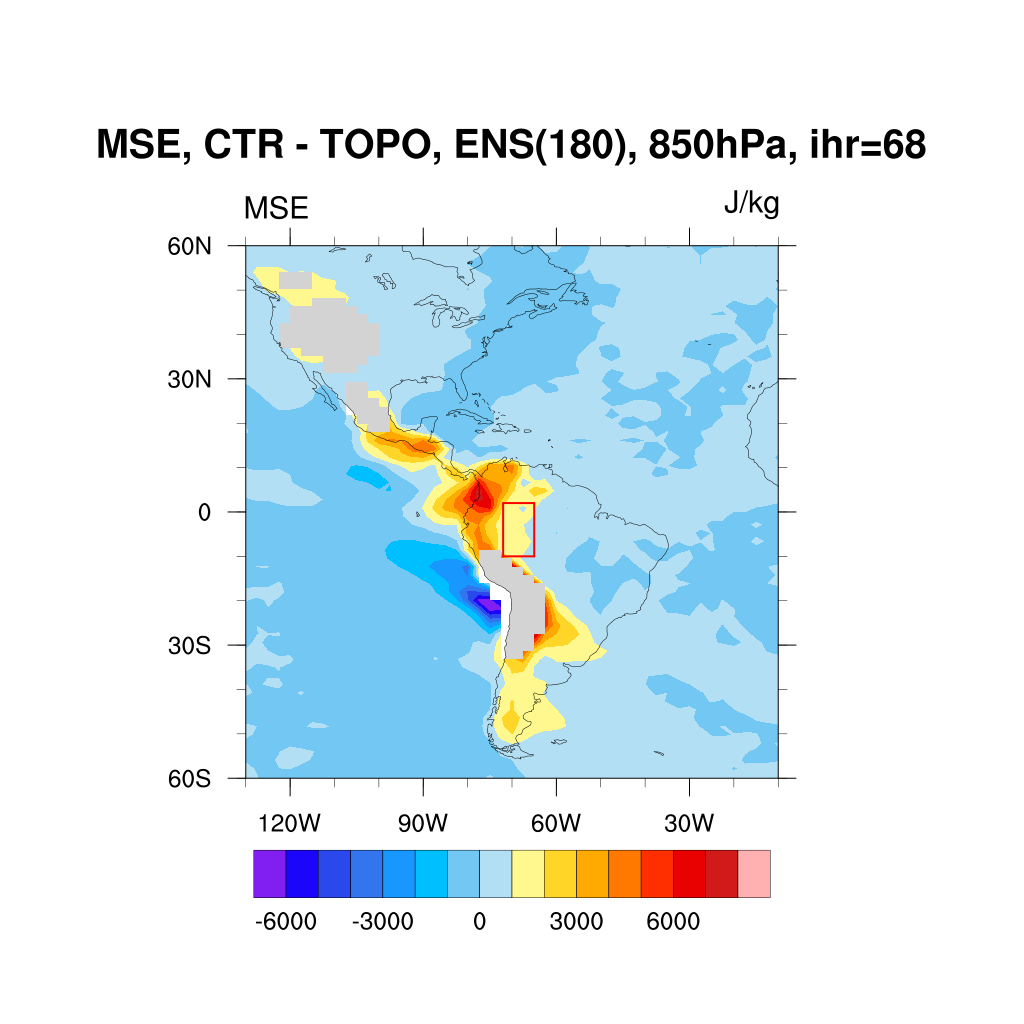 MSE, CTR - TOPO, ENS(180), 850hPa, ihr=68
MSE J/kg
60N
30N
0
30S
60S
120W 90W 60W 30W
-6000 -3000 0 3000 6000